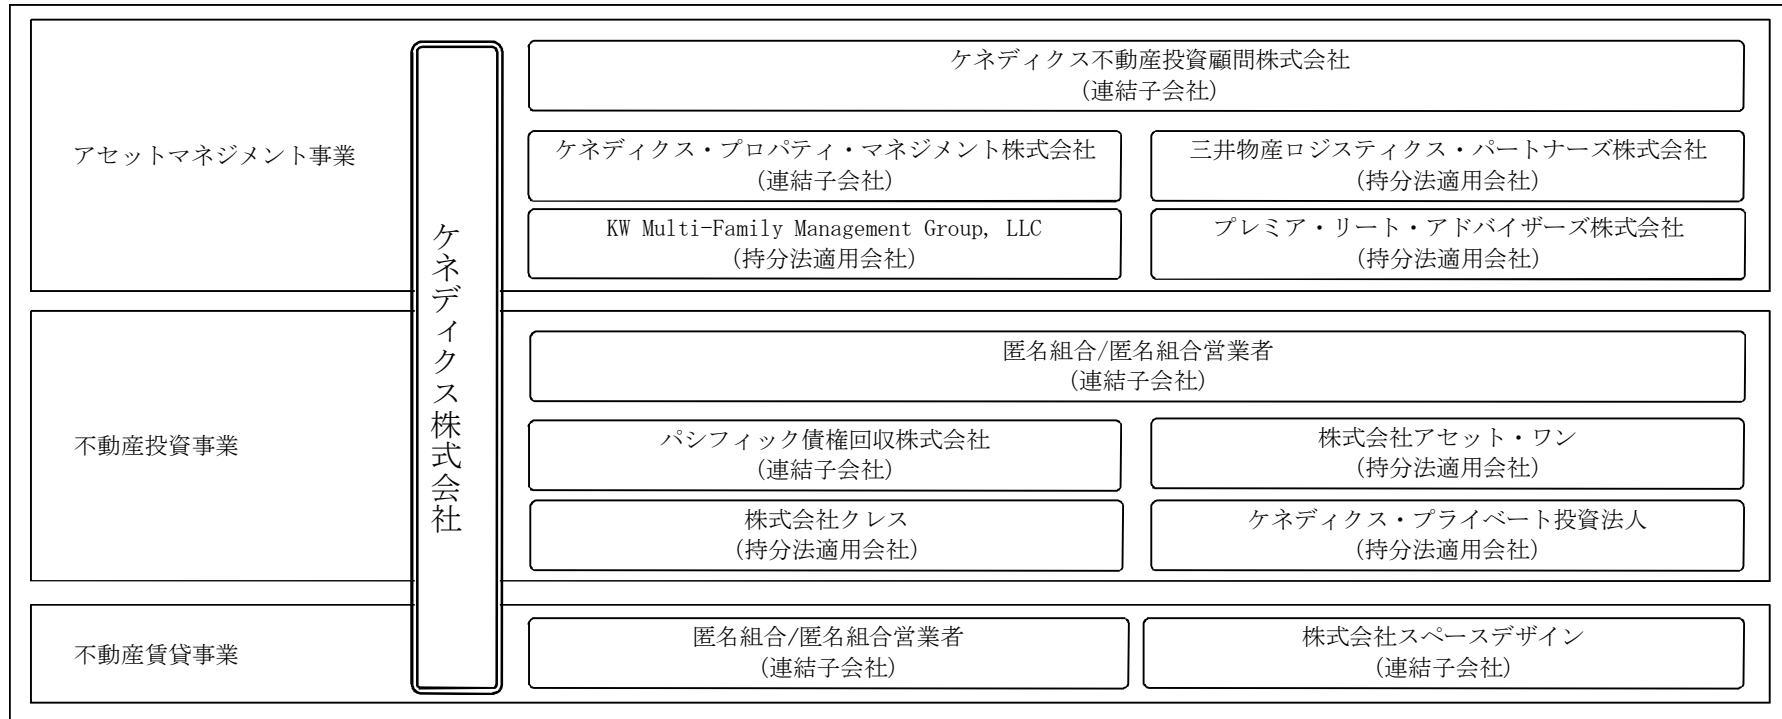 アセットマネジメント事業
ケネディクス株式会社
ケネディクス不動産投資顧問株式会社
(連結子会社)
ケネディクス・プロパティ・マネジメント株式会社
(連結子会社)
三井物産ロジスティクス・パートナーズ株式会社
(持分法適用会社)
KW Multi-Family Management Group, LLC
(持分法適用会社)
プレミア・リート・アドバイザーズ株式会社
(持分法適用会社)
不動産投資事業
匿名組合/匿名組合営業者
(連結子会社)
パシフィック債権回収株式会社
(連結子会社)
株式会社アセット・ワン
(持分法適用会社)
株式会社クレス
(持分法適用会社)
ケネディクス・プライベート投資法人
(持分法適用会社)
不動産賃貸事業
匿名組合/匿名組合営業者
(連結子会社)
株式会社スペースデザイン
(連結子会社)